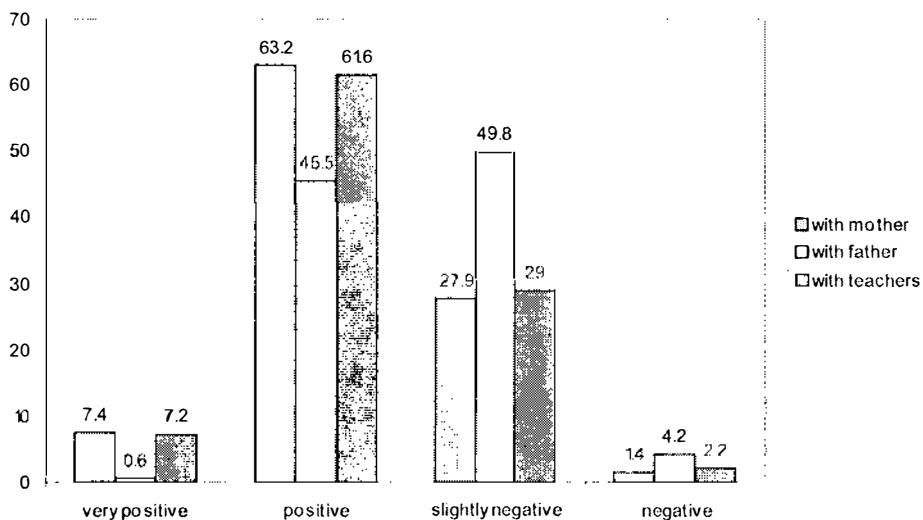 70
60
50
40
30
20
10
0
7.4
0.6
7.2
63.2
45.5
61.6
27.9
49.8
29
1.4
4.2
2.2
very positive
positive
slightly negative
negative
with mother
with father
with teachers